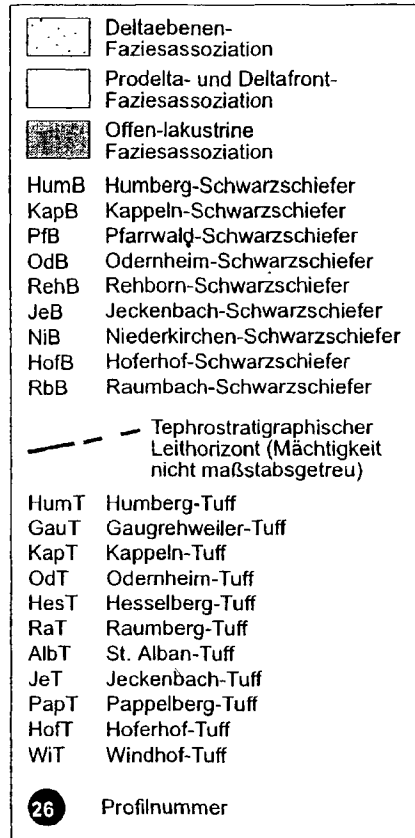 Deltaebenen-
Faziesassoziation
Prodelta- und Deltafront-
Faziesassoziation
Offen-lakustrine
Faziesassoziation
HumB Humberg-Schwarzschiefer
KapB Kappeln-Schwarzschiefer
PfB Pfarrwald-Schwarzschiefer
OdB Odernheim-Schwarzschiefer
RehB Rehborn-Schwarzschiefer
JeB Jeckenbach-Schwarzschiefer
NiB Niederkirchen-Schwarzschiefer
HofB Hoferhof-Schwarzschiefer
RbB Raumbach-Schwarzschiefer
Tephrostratigraphischer
Leithorizont (Mächtigkeit
nicht maßstabsgetreu)
HumT Humberg-Tuff
GauT Gaugrehweiler-Tuff
KapT Kappeln-Tuff
OdT Odernheim-Tuff
HesT Hesselberg-Tuff
RaT Raumberg-Tuff
AlbT St. Alban-Tuff
JeT Jeckenbach-Tuff
PapT Pappelberg-Tuff
HofT Hoferhof-Tuff
WiT Windhof-Tuff
26 Profilnummer